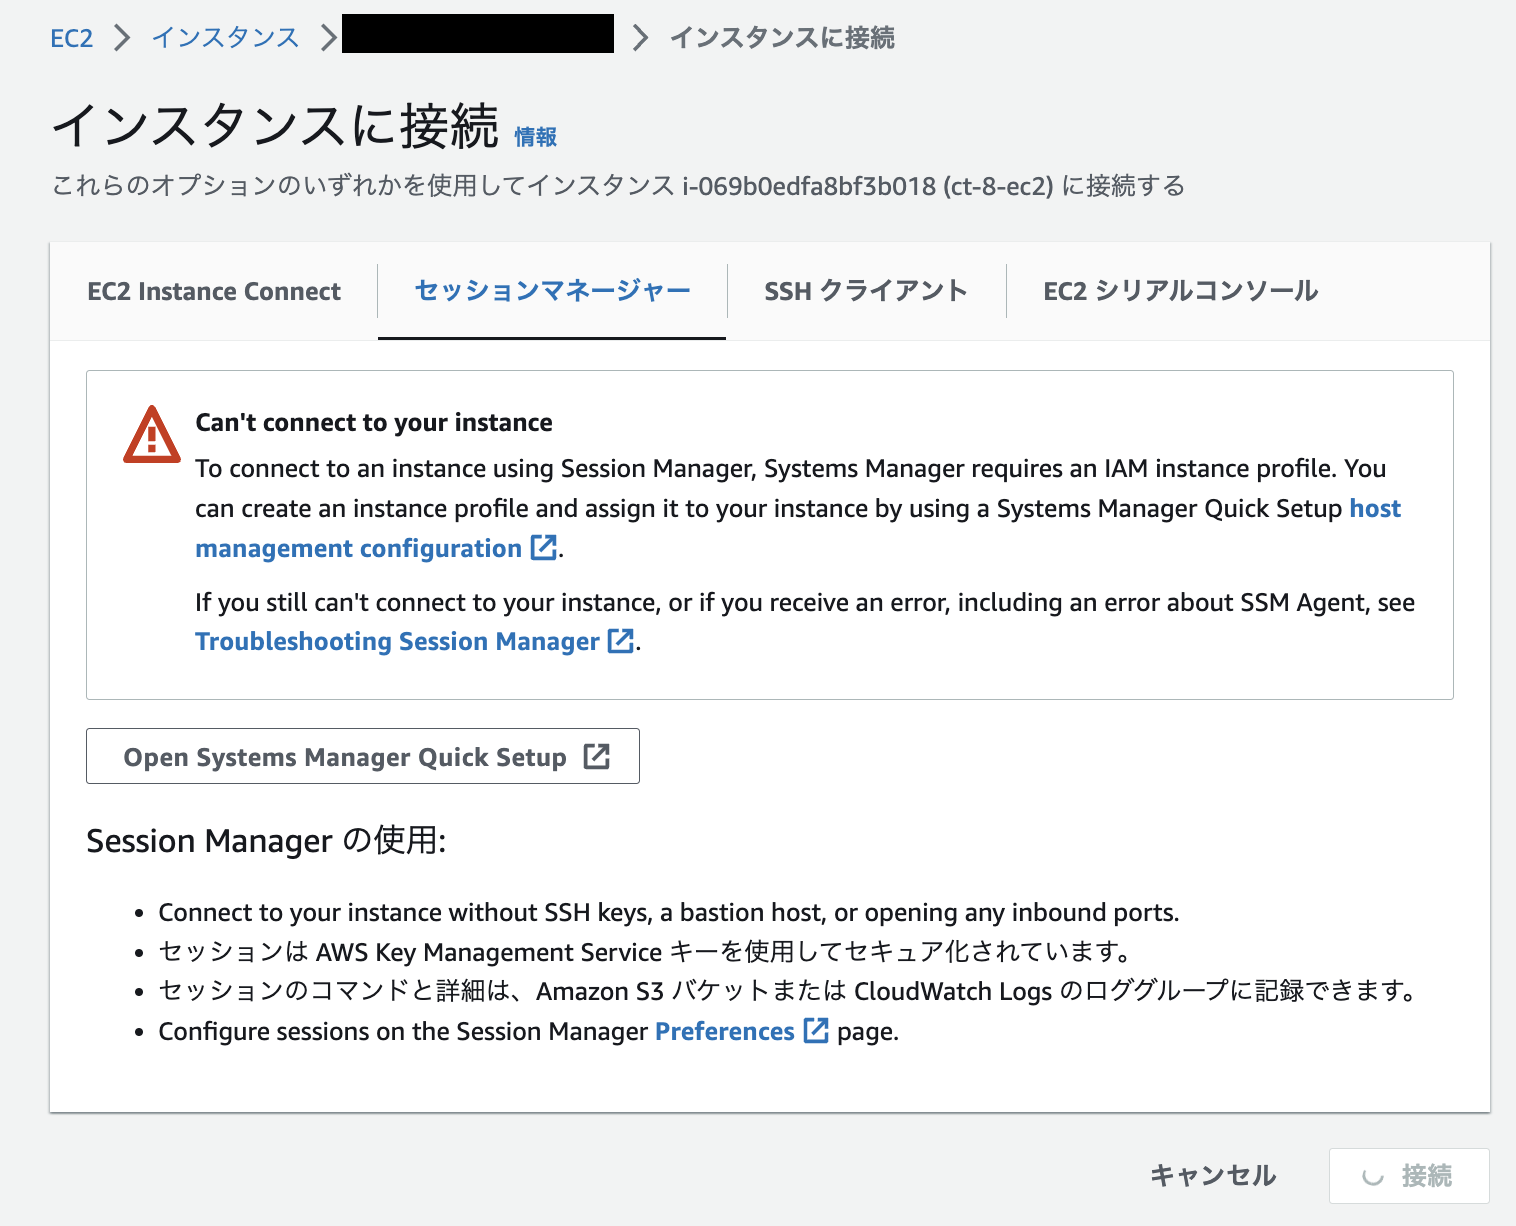 EC2 > インスタンス > > インスタンスに接続
インスタンスに接続 情報
これらのオプションのいずれかを使用してインスタンス i-069b0edfa8bf3b018 (ct-8-ec2) に接続する
EC2 Instance Connect セッションマネージャー SSH クライアント EC2 シリアルコンソール
Can't connect to your instance
To connect to an instance using Session Manager, Systems Manager requires an IAM instance profile. You
can create an instance profile and assign it to your instance by using a Systems Manager Quick Setup host
management configuration.
If you still can't connect to your instance, or if you receive an error, including an error about SSM Agent, see
Troubleshooting Session Manager.
Open Systems Manager Quick Setup
Session Manager の使用:
• Connect to your instance without SSH keys, a bastion host, or opening any inbound ports.
• セッションは AWS Key Management Service キーを使用してセキュア化されています。
• セッションのコマンドと詳細は、Amazon S3 バケットまたは CloudWatch Logs のロググループに記録できます。
• Configure sessions on the Session Manager Preferences page.
キャンセル 接続